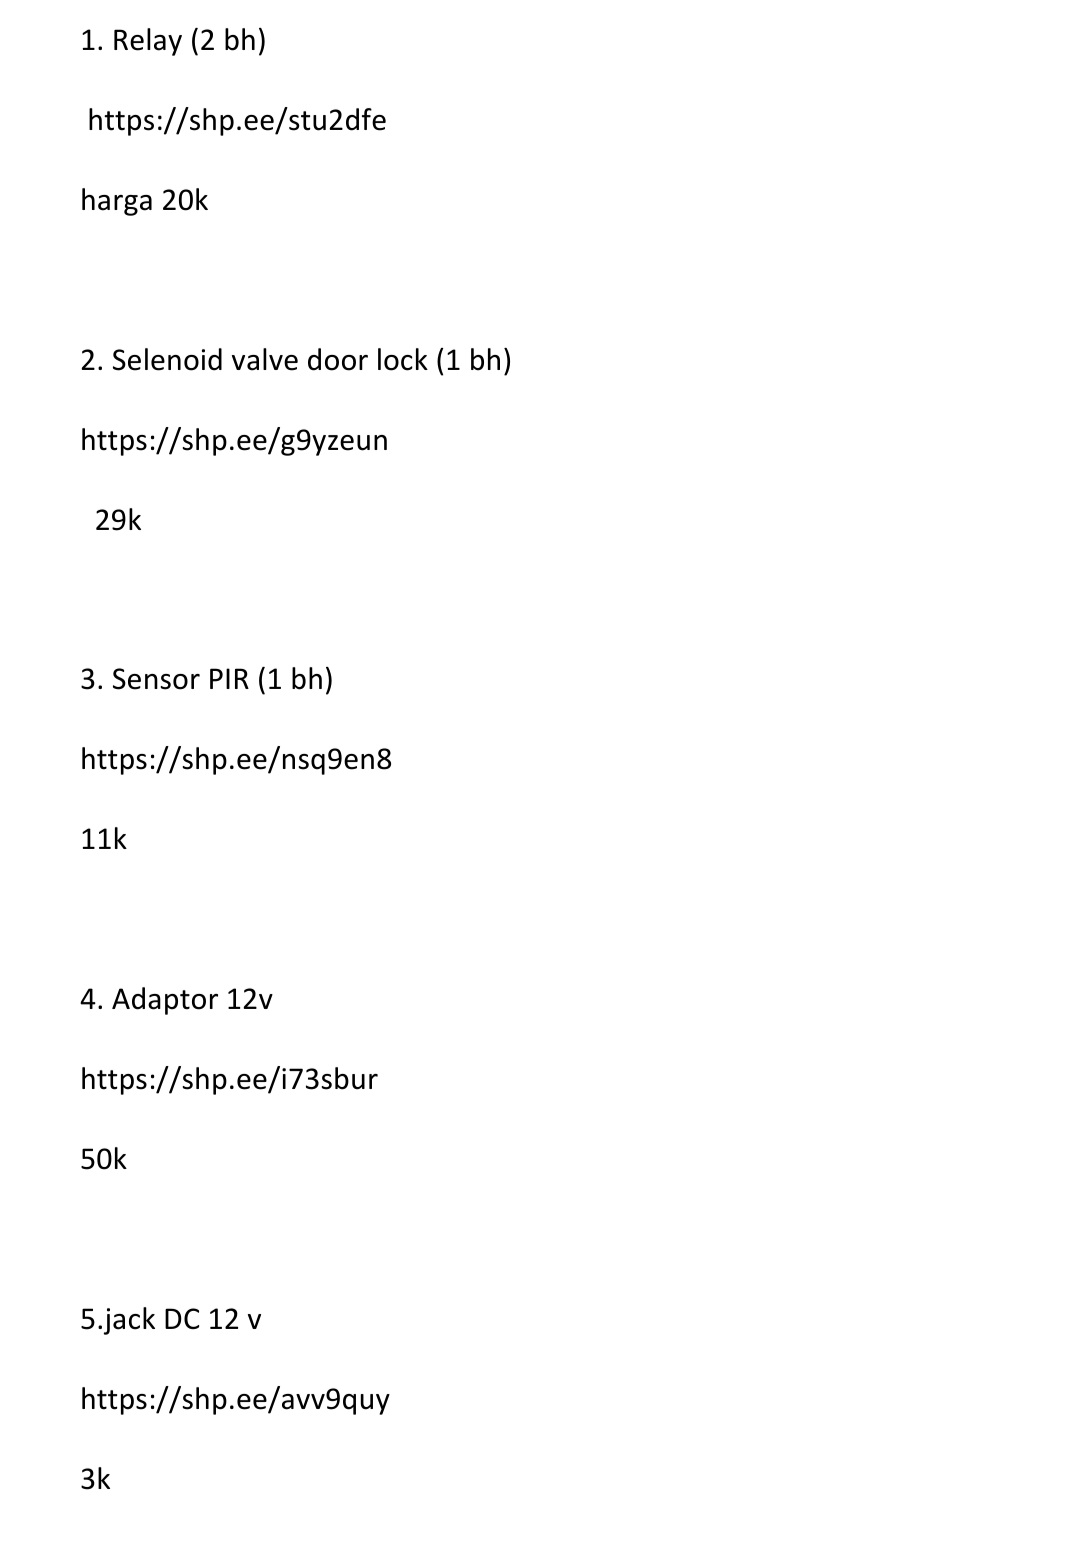 1. Relay (2 bh)
https://shp.ee/stu2dfe
harga 20k
2. Selenoid valve door lock (1 bh)
https://shp.ee/g9yzeun
29k
3. Sensor PIR (1 bh)
https://shp.ee/nsq9en8
11k
4. Adaptor 12v
https://shp.ee/i73sbur
50k
5.jack DC 12 v
https://shp.ee/avv9quy
3k